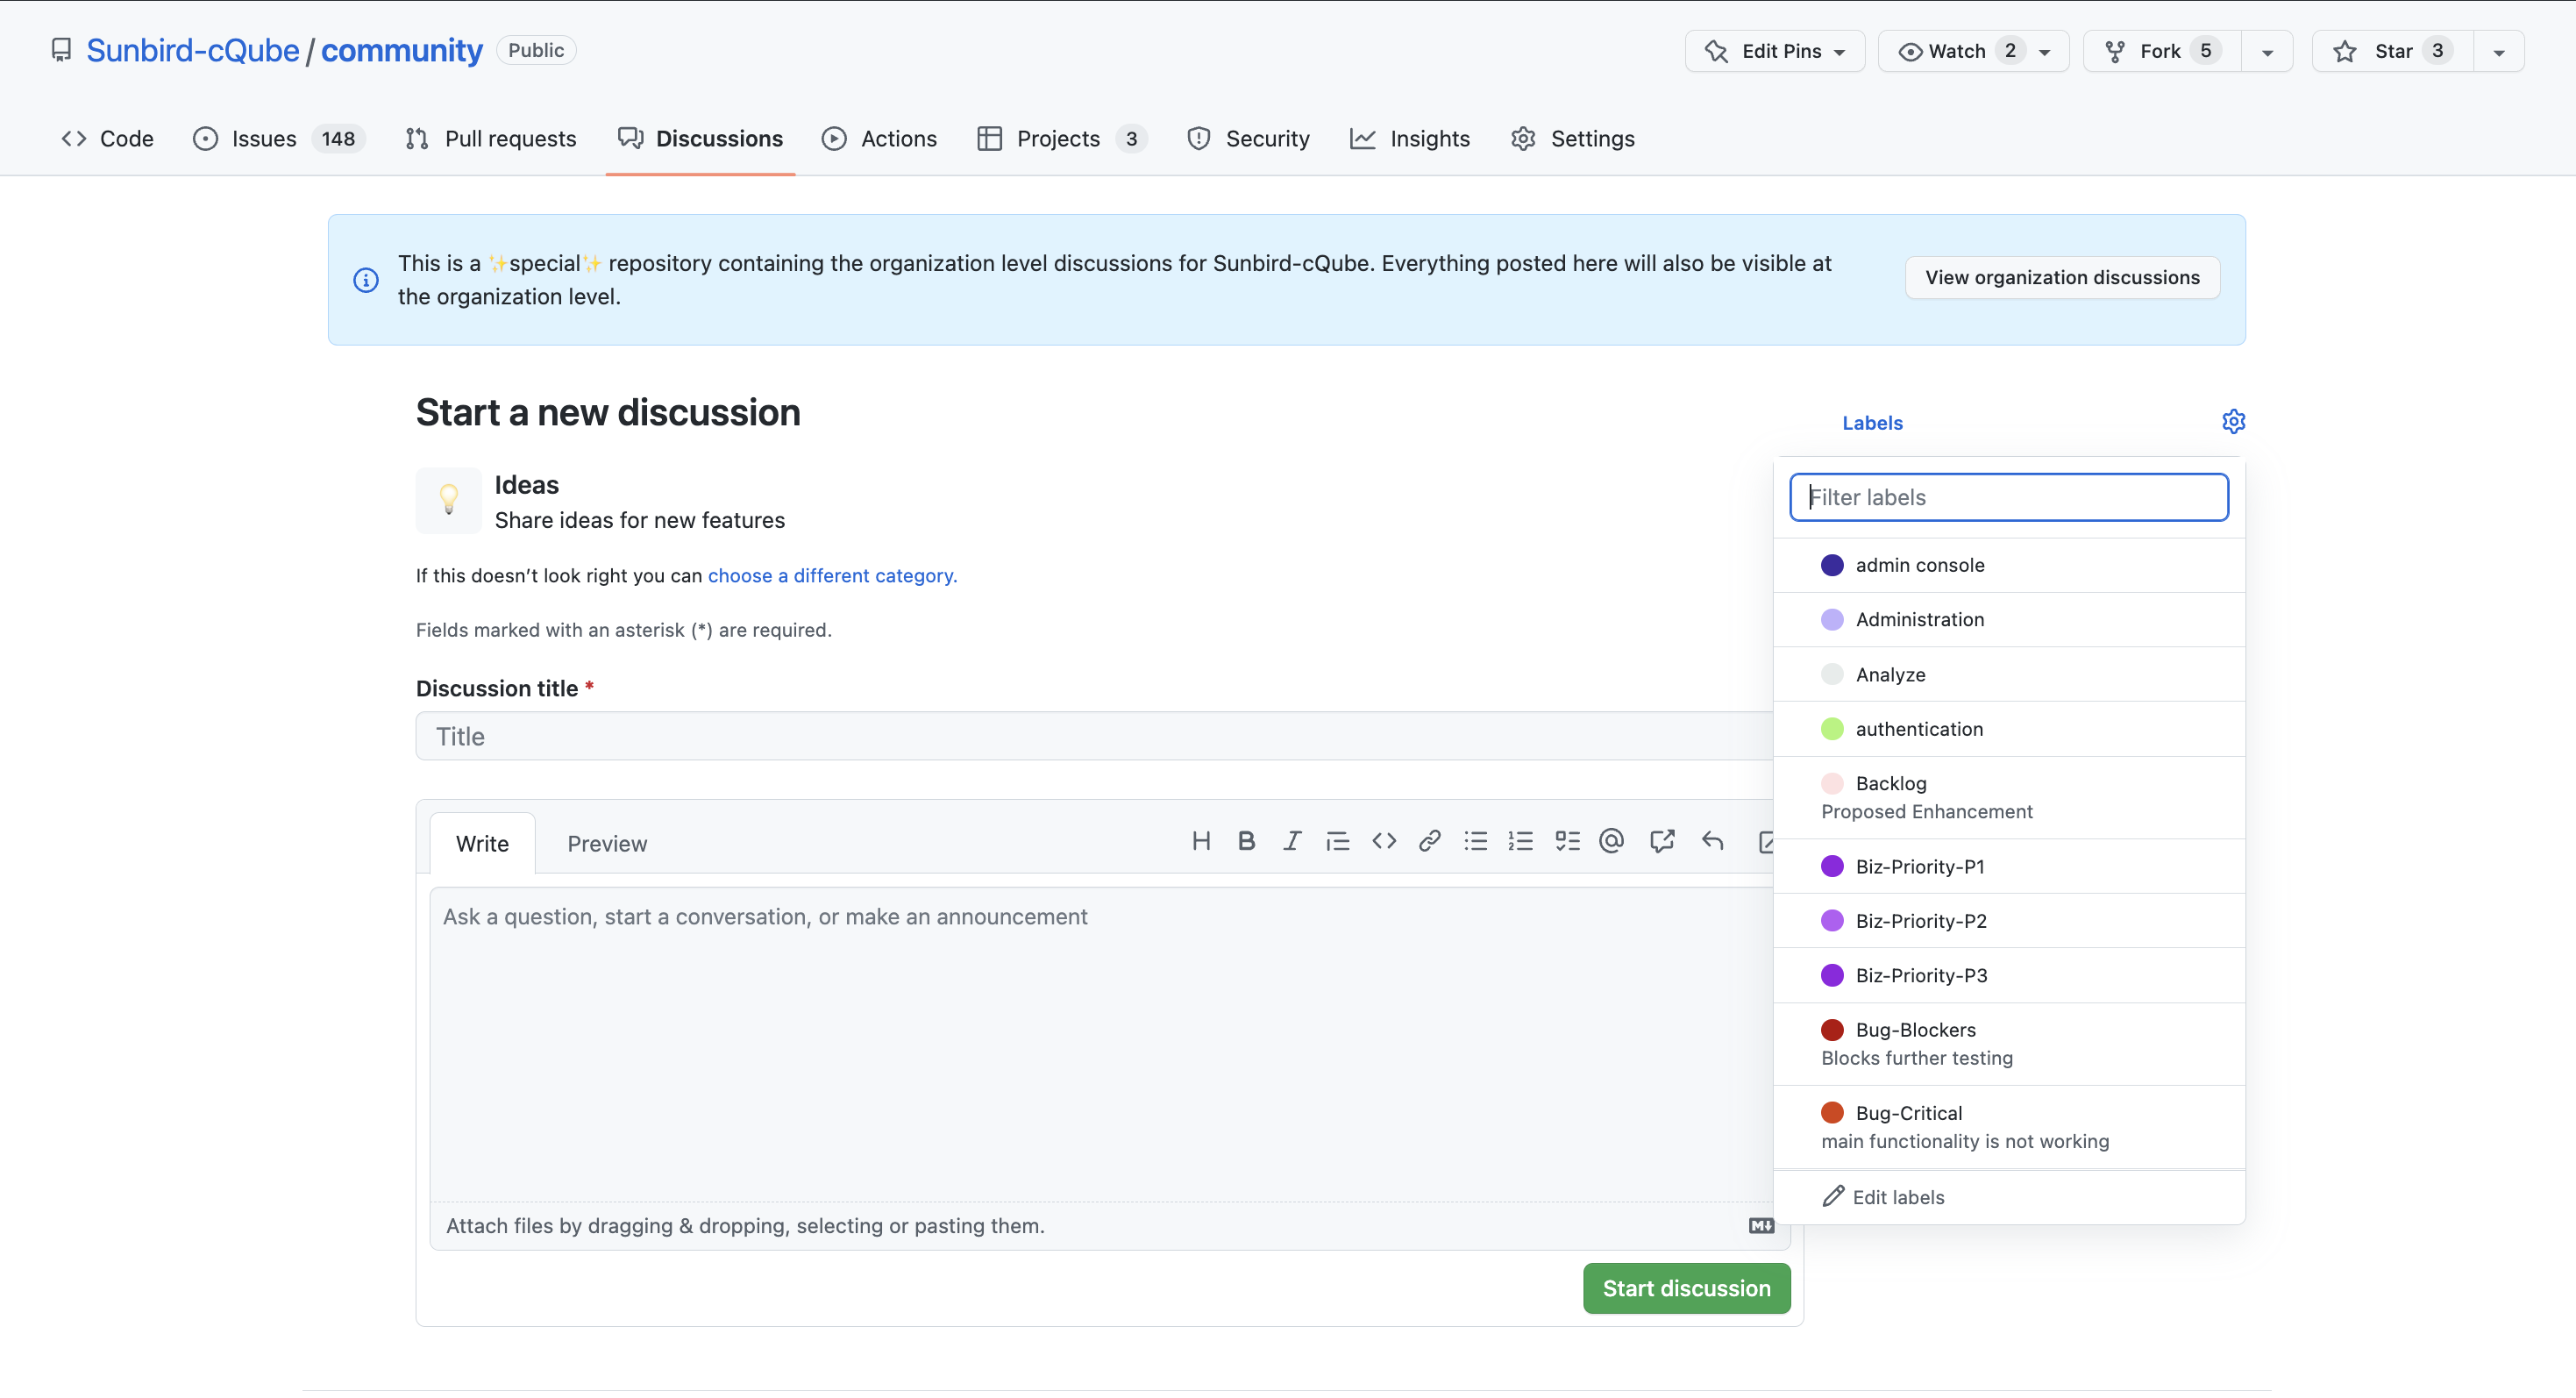 Sunbird-cQube / community Public
Edit Pins Watch 2 Fork 5 Star 3
Code Issues 148 Pull requests Discussions Actions Projects 3 Security Insights Settings
This is a ✨special✨ repository containing the organization level discussions for Sunbird-cQube. Everything posted here will also be visible at
the organization level.
View organization discussions
Start a new discussion
Ideas
Share ideas for new features
If this doesn’t look right you can choose a different category.
Fields marked with an asterisk (*) are required.
Discussion title *
Title
Write Preview
Ask a question, start a conversation, or make an announcement
Attach files by dragging & dropping, selecting or pasting them.
Start discussion
Labels
Filter labels
admin console
Administration
Analyze
authentication
Backlog
Proposed Enhancement
Biz-Priority-P1
Biz-Priority-P2
Biz-Priority-P3
Bug-Blockers
Blocks further testing
Bug-Critical
main functionality is not working
Edit labels